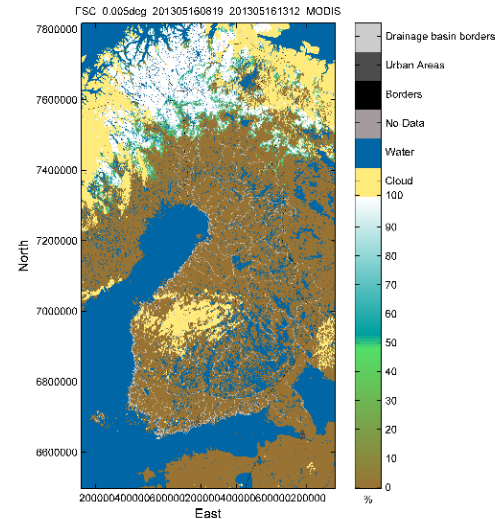 FSC 0.005deg 201305160819 201305161312 MODIS
7800000
7600000
7400000
7200000
7000000
6800000
6600000
North
East
Drainage basin borders
Urban Areas
Borders
No Data
Water
Cloud
100
90
80
70
60
50
40
30
20
10
0
%